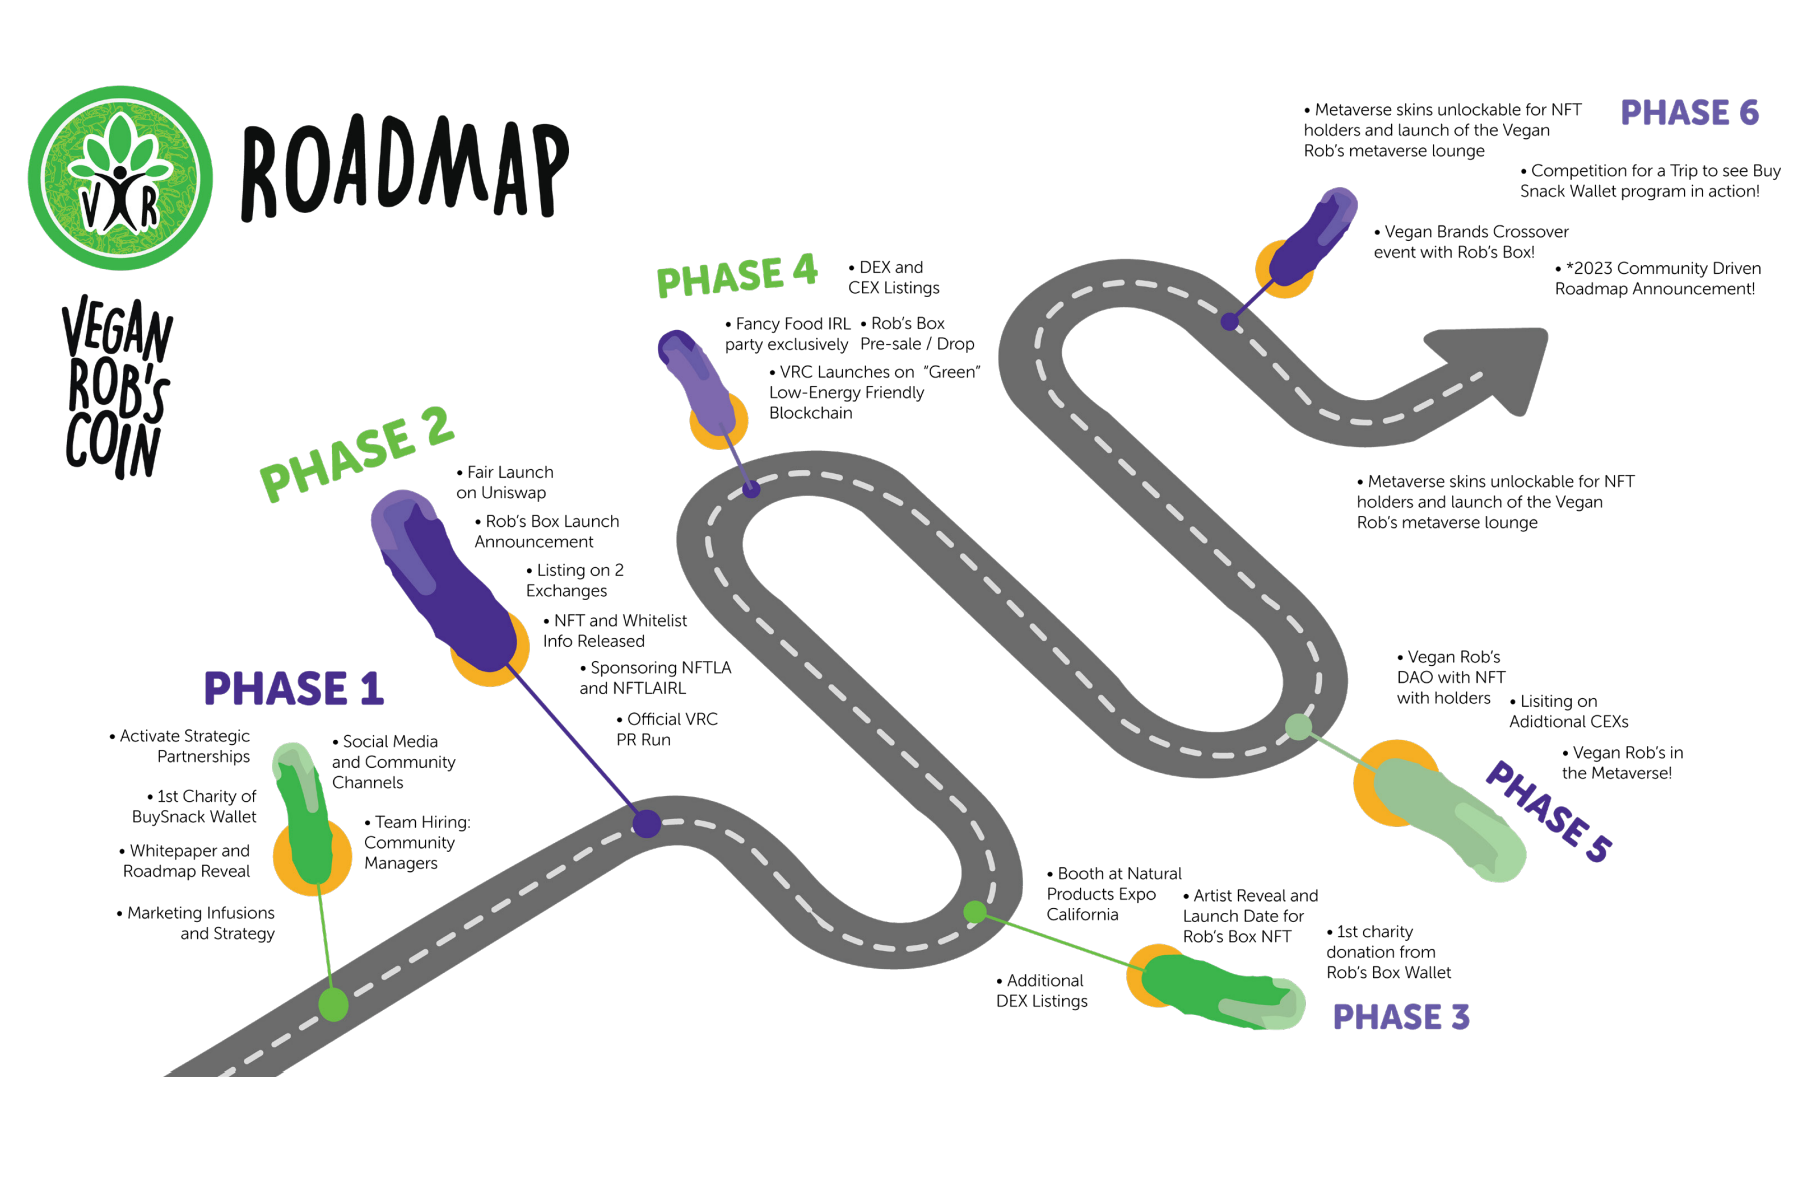 V R
ROADMAP
VEGAN
ROB'S
COIN
PHASE 1
• Activate Strategic
Partnerships
• 1st Charity of
BuySnack Wallet
• Whitepaper and
Roadmap Reveal
• Marketing Infusions
and Strategy
• Social Media
and Community
Channels
• Team Hiring:
Community
Managers
PHASE 2
• Fair Launch
on Uniswap
• Rob's Box Launch
Announcement
• Listing on 2
Exchanges
• NFT and Whitelist
Info Released
• Sponsoring NFTLA
and NFTLAIRL
• Official VRC
PR Run
• Booth at Natural
Products Expo
California
• Artist Reveal and
Launch Date for
Rob's Box NFT
• 1st charity
donation from
Rob's Box Wallet
• Additional
DEX Listings
PHASE 3
PHASE 4
• DEX and
CEX Listings
• Fancy Food IRL
party exclusively
• Rob's Box
Pre-sale / Drop
• VRC Launches on "Green"
Low-Energy Friendly
Blockchain
• Vegan Rob's
DAO with NFT
with holders
• Lisiting on
Adidtional CEXs
• Vegan Rob's in
the Metaverse!
PHASE 5
PHASE 6
• Metaverse skins unlockable for NFT
holders and launch of the Vegan
Rob's metaverse lounge
• Competition for a Trip to see Buy
Snack Wallet program in action!
• Vegan Brands Crossover
event with Rob's Box!
• *2023 Community Driven
Roadmap Announcement!
• Metaverse skins unlockable for NFT
holders and launch of the Vegan
Rob's metaverse lounge